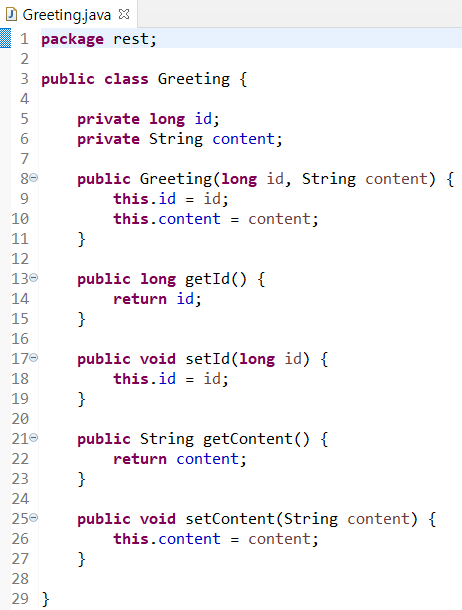 Greeting.java
1 package rest;
2
3 public class Greeting {
4
5     private long id;
6     private String content;
7
8     public Greeting(long id, String content) {
9         this.id = id;
10         this.content = content;
11     }
12
13     public long getId() {
14         return id;
15     }
16
17     public void setId(long id) {
18         this.id = id;
19     }
20
21     public String getContent() {
22         return content;
23     }
24
25     public void setContent(String content) {
26         this.content = content;
27     }
28
29 }